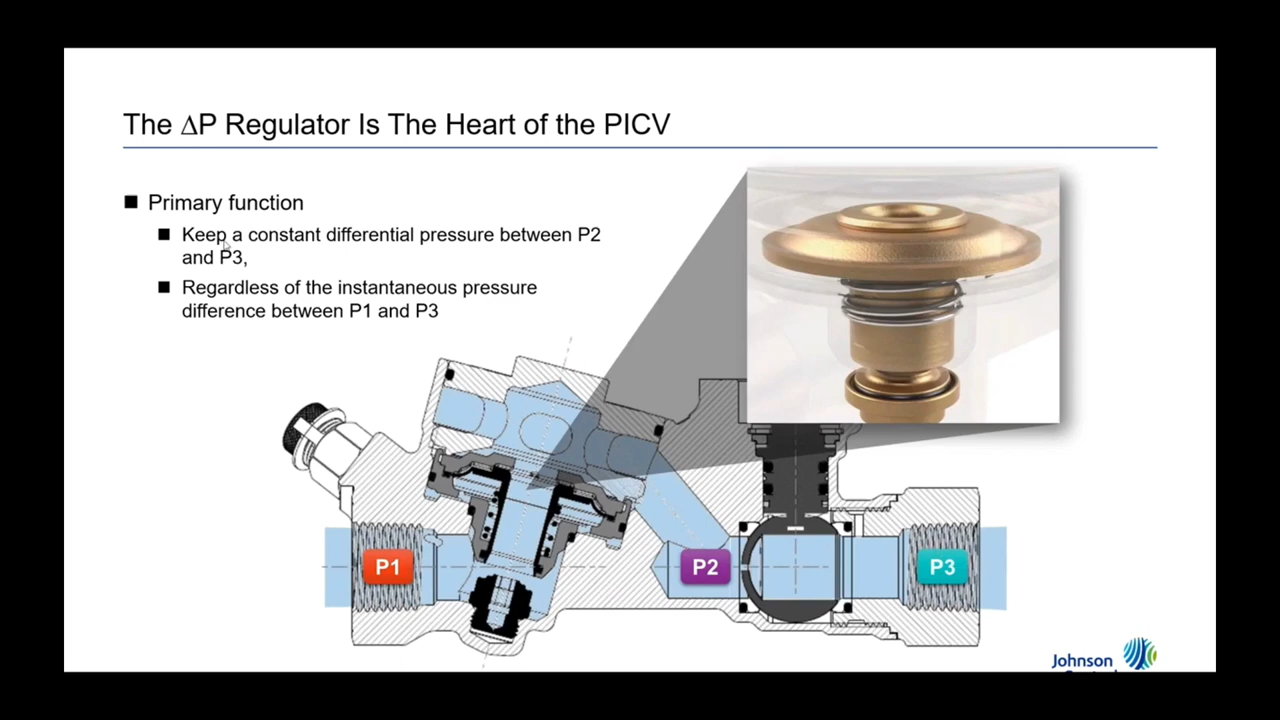 The ΔP Regulator Is The Heart of the PICV
Primary function
Keep a constant differential pressure between P2
and P3,
Regardless of the instantaneous pressure
difference between P1 and P3
P1
P2
P3
Johnson